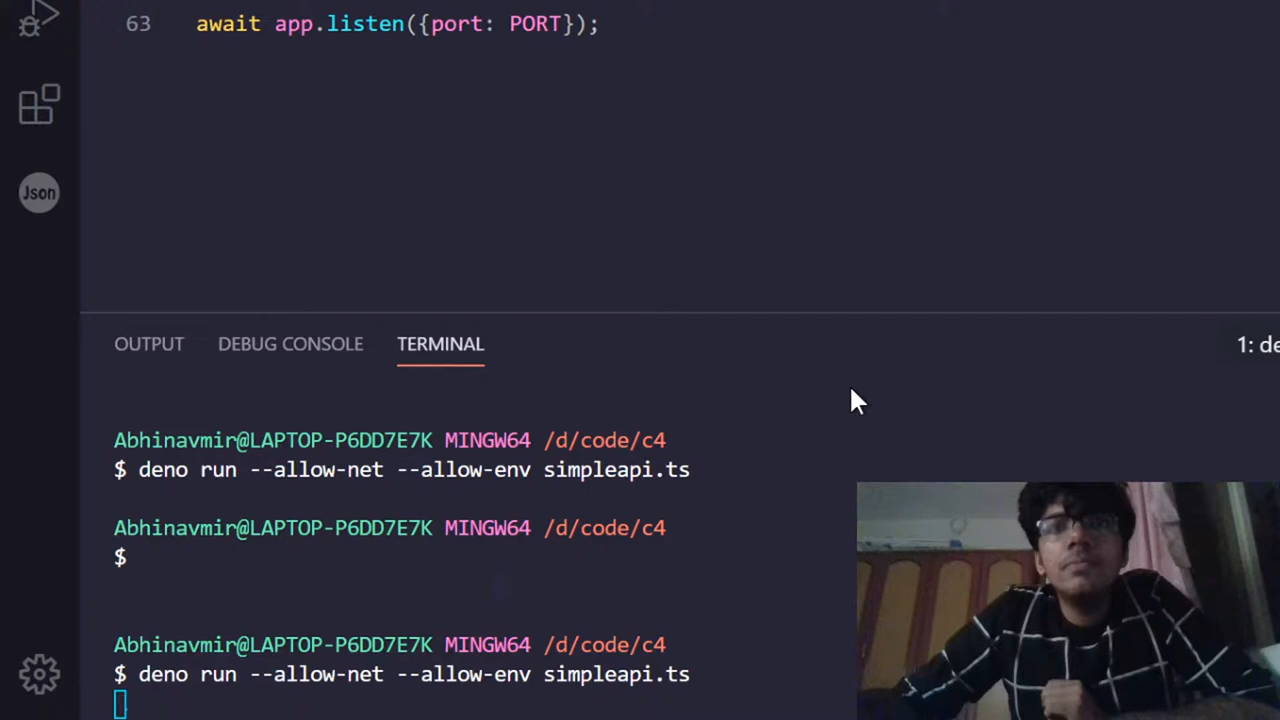 63 await app.listen({port: PORT});
Json
OUTPUT DEBUG CONSOLE TERMINAL
1: de
Abhinavmir@LAPTOP-P6DD7E7K MINGW64 /d/code/c4
$ deno run --allow-net --allow-env simpleapi.ts
Abhinavmir@LAPTOP-P6DD7E7K MINGW64 /d/code/c4
$
Abhinavmir@LAPTOP-P6DD7E7K MINGW64 /d/code/c4
$ deno run --allow-net --allow-env simpleapi.ts